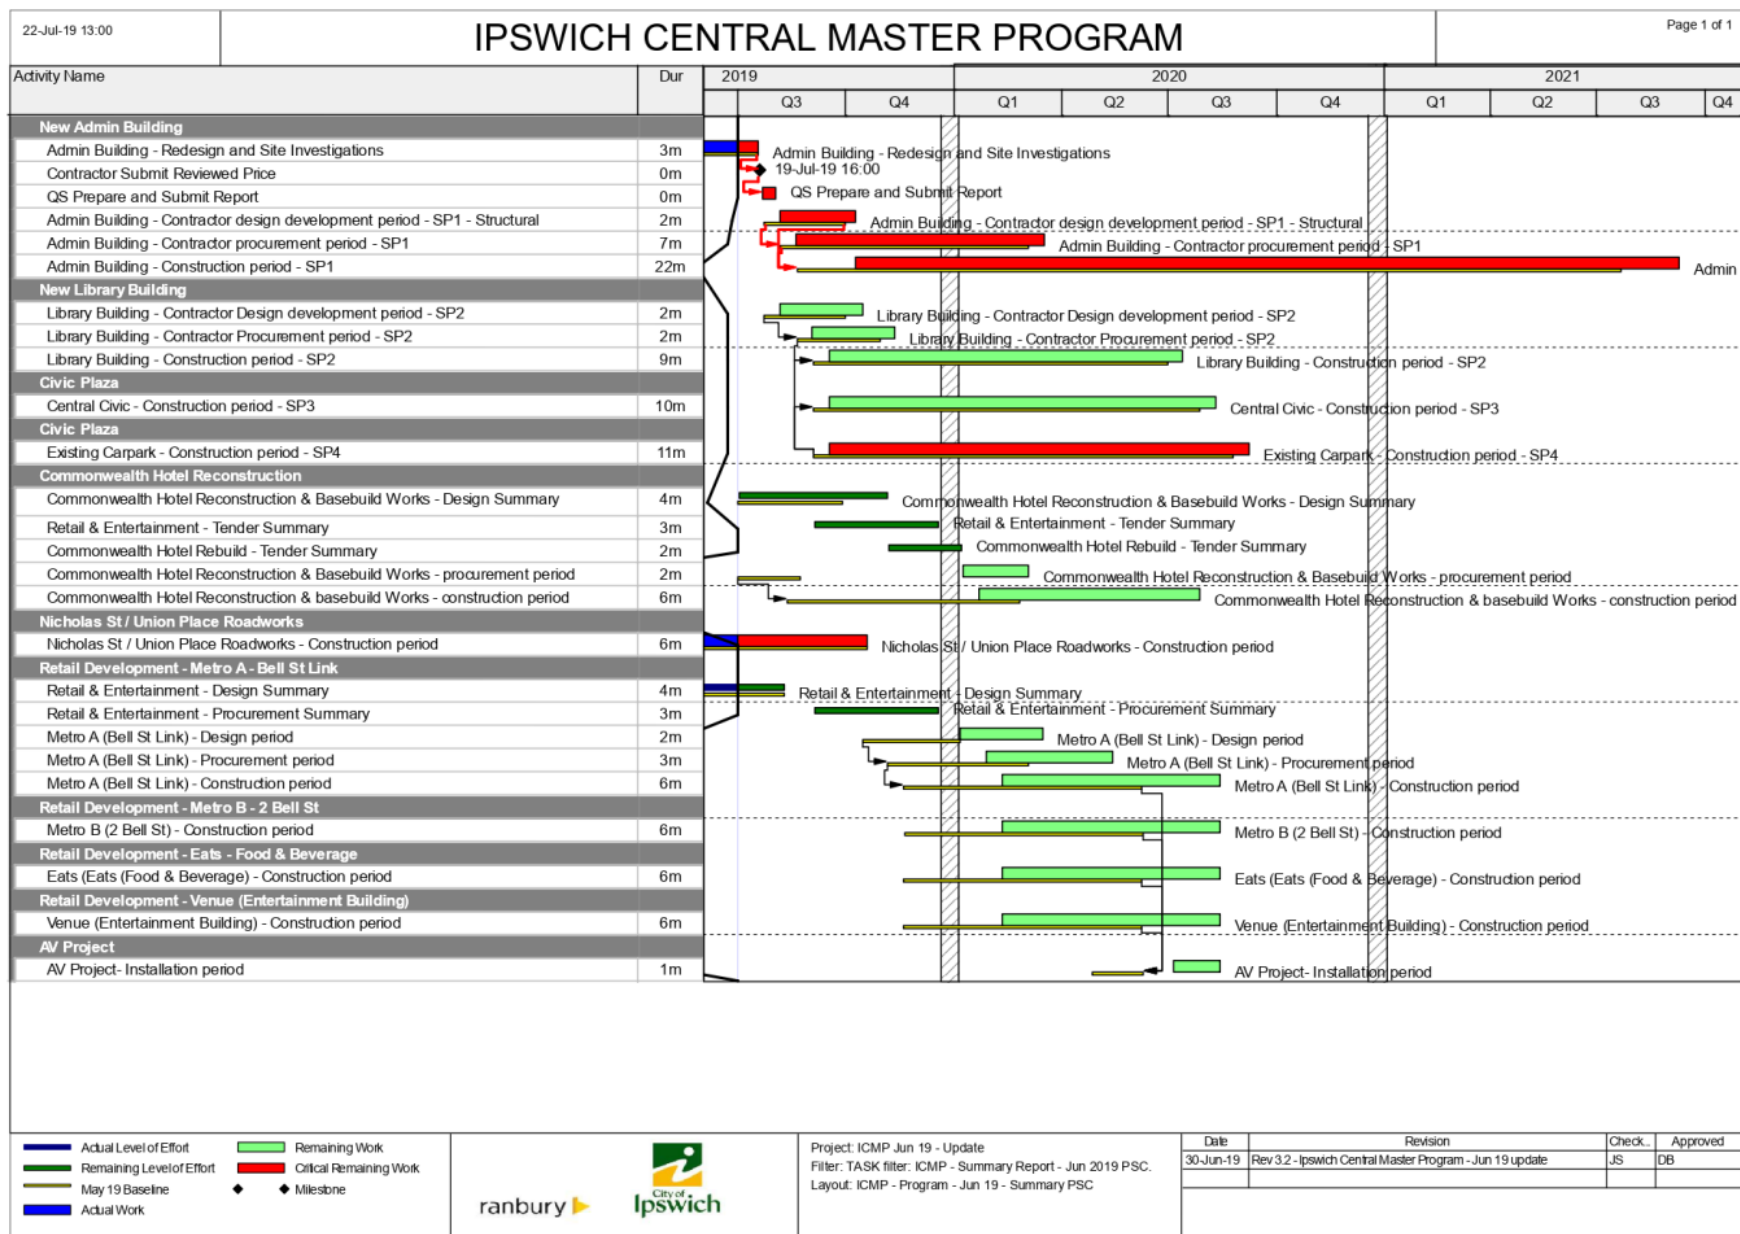 22-Jul-19 13:00
IPSWICH CENTRAL MASTER PROGRAM
Page 1 of 1
Activity Name Dur 2019 2020 2021
Q3 Q4 Q1 Q2 Q3 Q4 Q1 Q2 Q3 Q4
New Admin Building
Admin Building - Redesign and Site Investigations 3m Admin Building - Redesign and Site Investigations
Contractor Submit Reviewed Price 0m 19-Jul-19 16:00
QS Prepare and Submit Report 0m QS Prepare and Submit Report
Admin Building - Contractor design development period - SP1 - Structural 2m Admin Building - Contractor design development period - SP1 - Structural
Admin Building - Contractor procurement period - SP1 7m Admin Building - Contractor procurement period - SP1
Admin Building - Construction period - SP1 22m Admin
New Library Building
Library Building - Contractor Design development period - SP2 2m Library Building - Contractor Design development period - SP2
Library Building - Contractor Procurement period - SP2 2m Library Building - Contractor Procurement period - SP2
Library Building - Construction period - SP2 9m Library Building - Construction period - SP2
Civic Plaza
Central Civic - Construction period - SP3 10m Central Civic - Construction period - SP3
Civic Plaza
Existing Carpark - Construction period - SP4 11m Existing Carpark - Construction period - SP4
Commonwealth Hotel Reconstruction
Commonwealth Hotel Reconstruction & Basebuild Works - Design Summary 4m Commonwealth Hotel Reconstruction & Basebuild Works - Design Summary
Retail & Entertainment - Tender Summary 3m Retail & Entertainment - Tender Summary
Commonwealth Hotel Rebuild - Tender Summary 2m Commonwealth Hotel Rebuild - Tender Summary
Commonwealth Hotel Reconstruction & Basebuild Works - procurement period 2m Commonwealth Hotel Reconstruction & Basebuild Works - procurement period
Commonwealth Hotel Reconstruction & basebuild Works - construction period 6m Commonwealth Hotel Reconstruction & basebuild Works - construction period
Nicholas St / Union Place Roadworks
Nicholas St / Union Place Roadworks - Construction period 6m Nicholas St / Union Place Roadworks - Construction period
Retail Development - Metro A - Bell St Link
Retail & Entertainment - Design Summary 4m Retail & Entertainment - Design Summary
Retail & Entertainment - Procurement Summary 3m Retail & Entertainment - Procurement Summary
Metro A (Bell St Link) - Design period 2m Metro A (Bell St Link) - Design period
Metro A (Bell St Link) - Procurement period 3m Metro A (Bell St Link) - Procurement period
Metro A (Bell St Link) - Construction period 6m Metro A (Bell St Link) - Construction period
Retail Development - Metro B - 2 Bell St
Metro B (2 Bell St) - Construction period 6m Metro B (2 Bell St) - Construction period
Retail Development - Eats - Food & Beverage
Eats (Eats (Food & Beverage) - Construction period 6m Eats (Eats (Food & Beverage) - Construction period
Retail Development - Venue (Entertainment Building)
Venue (Entertainment Building) - Construction period 6m Venue (Entertainment Building) - Construction period
AV Project
AV Project- Installation period 1m AV Project- Installation period
Actual Level of Effort Remaining Work
Remaining Level of Effort Critical Remaining Work
May 19 Baseline Milestone
Actual Work
ranbury
City of
Ipswich
Project: ICMP Jun 19 - Update
Filter: TASK filter: ICMP - Summary Report - Jun 2019 PSC.
Layout: ICMP - Program - Jun 19 - Summary PSC
Date Revision Check... Approved
30-Jun-19 Rev 3.2 - Ipswich Central Master Program - Jun 19 update JS DB